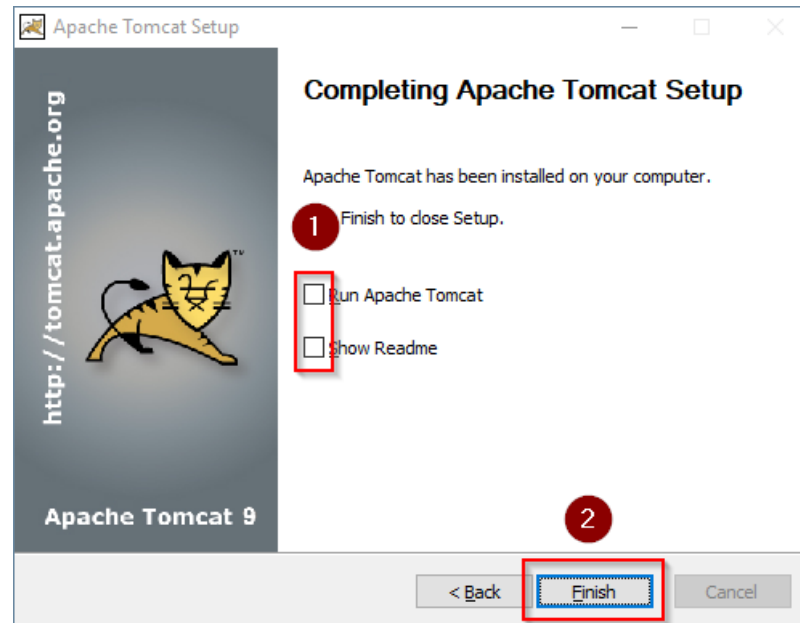 Apache Tomcat Setup
http://tomcat.apache.org
Completing Apache Tomcat Setup
Apache Tomcat has been installed on your computer.
1
Finish to close Setup.
Run Apache Tomcat
Show Readme
TM
Apache Tomcat 9
2
< Back
Finish
Cancel